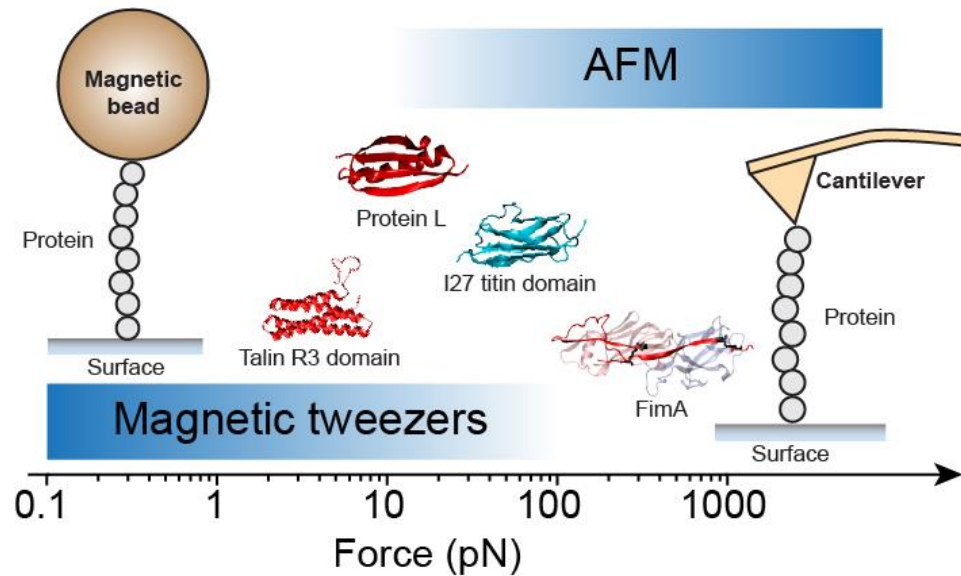 Magnetic
bead
AFM
Protein L
Cantilever
Protein
I27 titin domain
Talin R3 domain
Protein
Surface
FimA
Magnetic tweezers
Surface
0.1 1 10 100 1000
Force (pN)